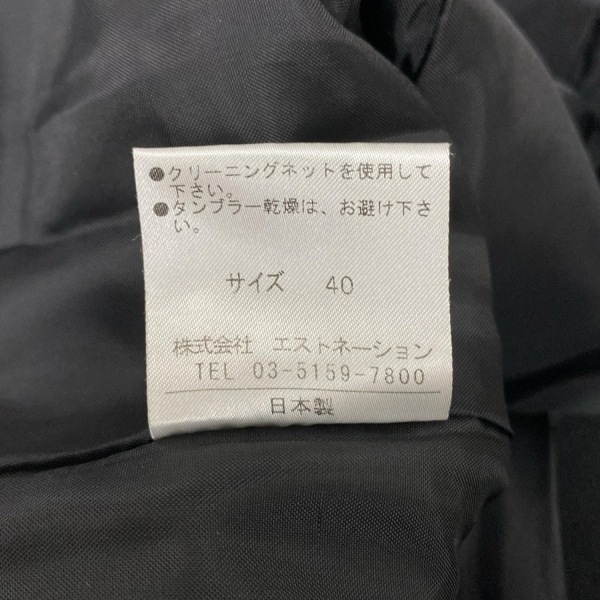 ●クリーニングネットを使用して
下さい。
●タンブラー乾燥は、お避け下さ
い。
サイズ 40
株式会社 エストネーション
TEL 03-5159-7800
日本製